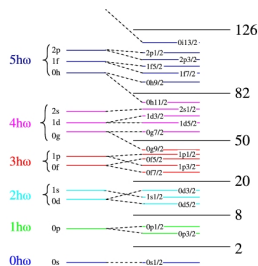 126
0i13/2
2p
2p1/2
5hω
1f
2p3/2
1f5/2
0h
1f7/2
0h9/2
82
0h11/2
2s
2s1/2
1d3/2
4hω
1d
1d5/2
0g
0g7/2
50
0g9/2
1p
1p1/2
3hω
0f5/2
0f
1p3/2
0f7/2
20
1s
0d3/2
2hω
1s1/2
0d
0d5/2
8
1hω
0p
0p1/2
0p3/2
2
0hω
0s
0s1/2